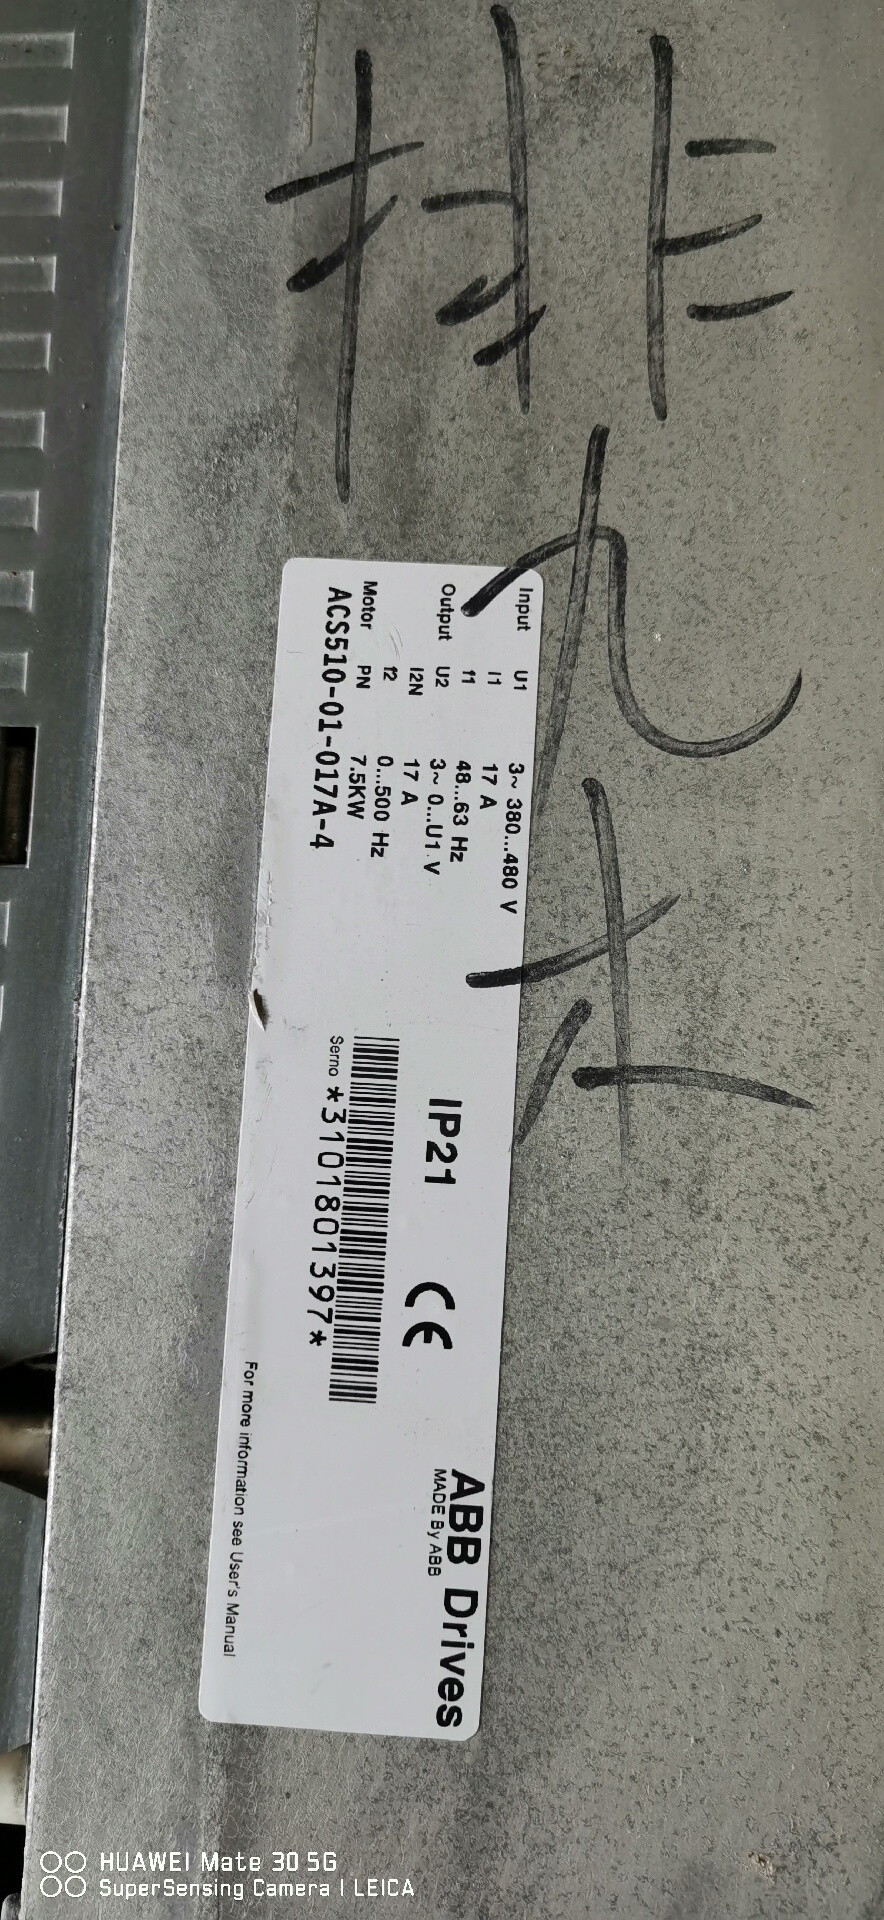 排杂
Input U1 3~ 380...480 V
I1 17 A
f1 48...63 Hz
Output U2 3~ 0...U1 V
I2N 17 A
f2 0...500 Hz
Motor PN 7.5KW
ACS510-01-017A-4
IP21 CE
Serno *3101801397*
ABB Drives
MADE By ABB
For more information see User's Manual
HUAWEI Mate 30 5G
SuperSensing Camera | LEICA